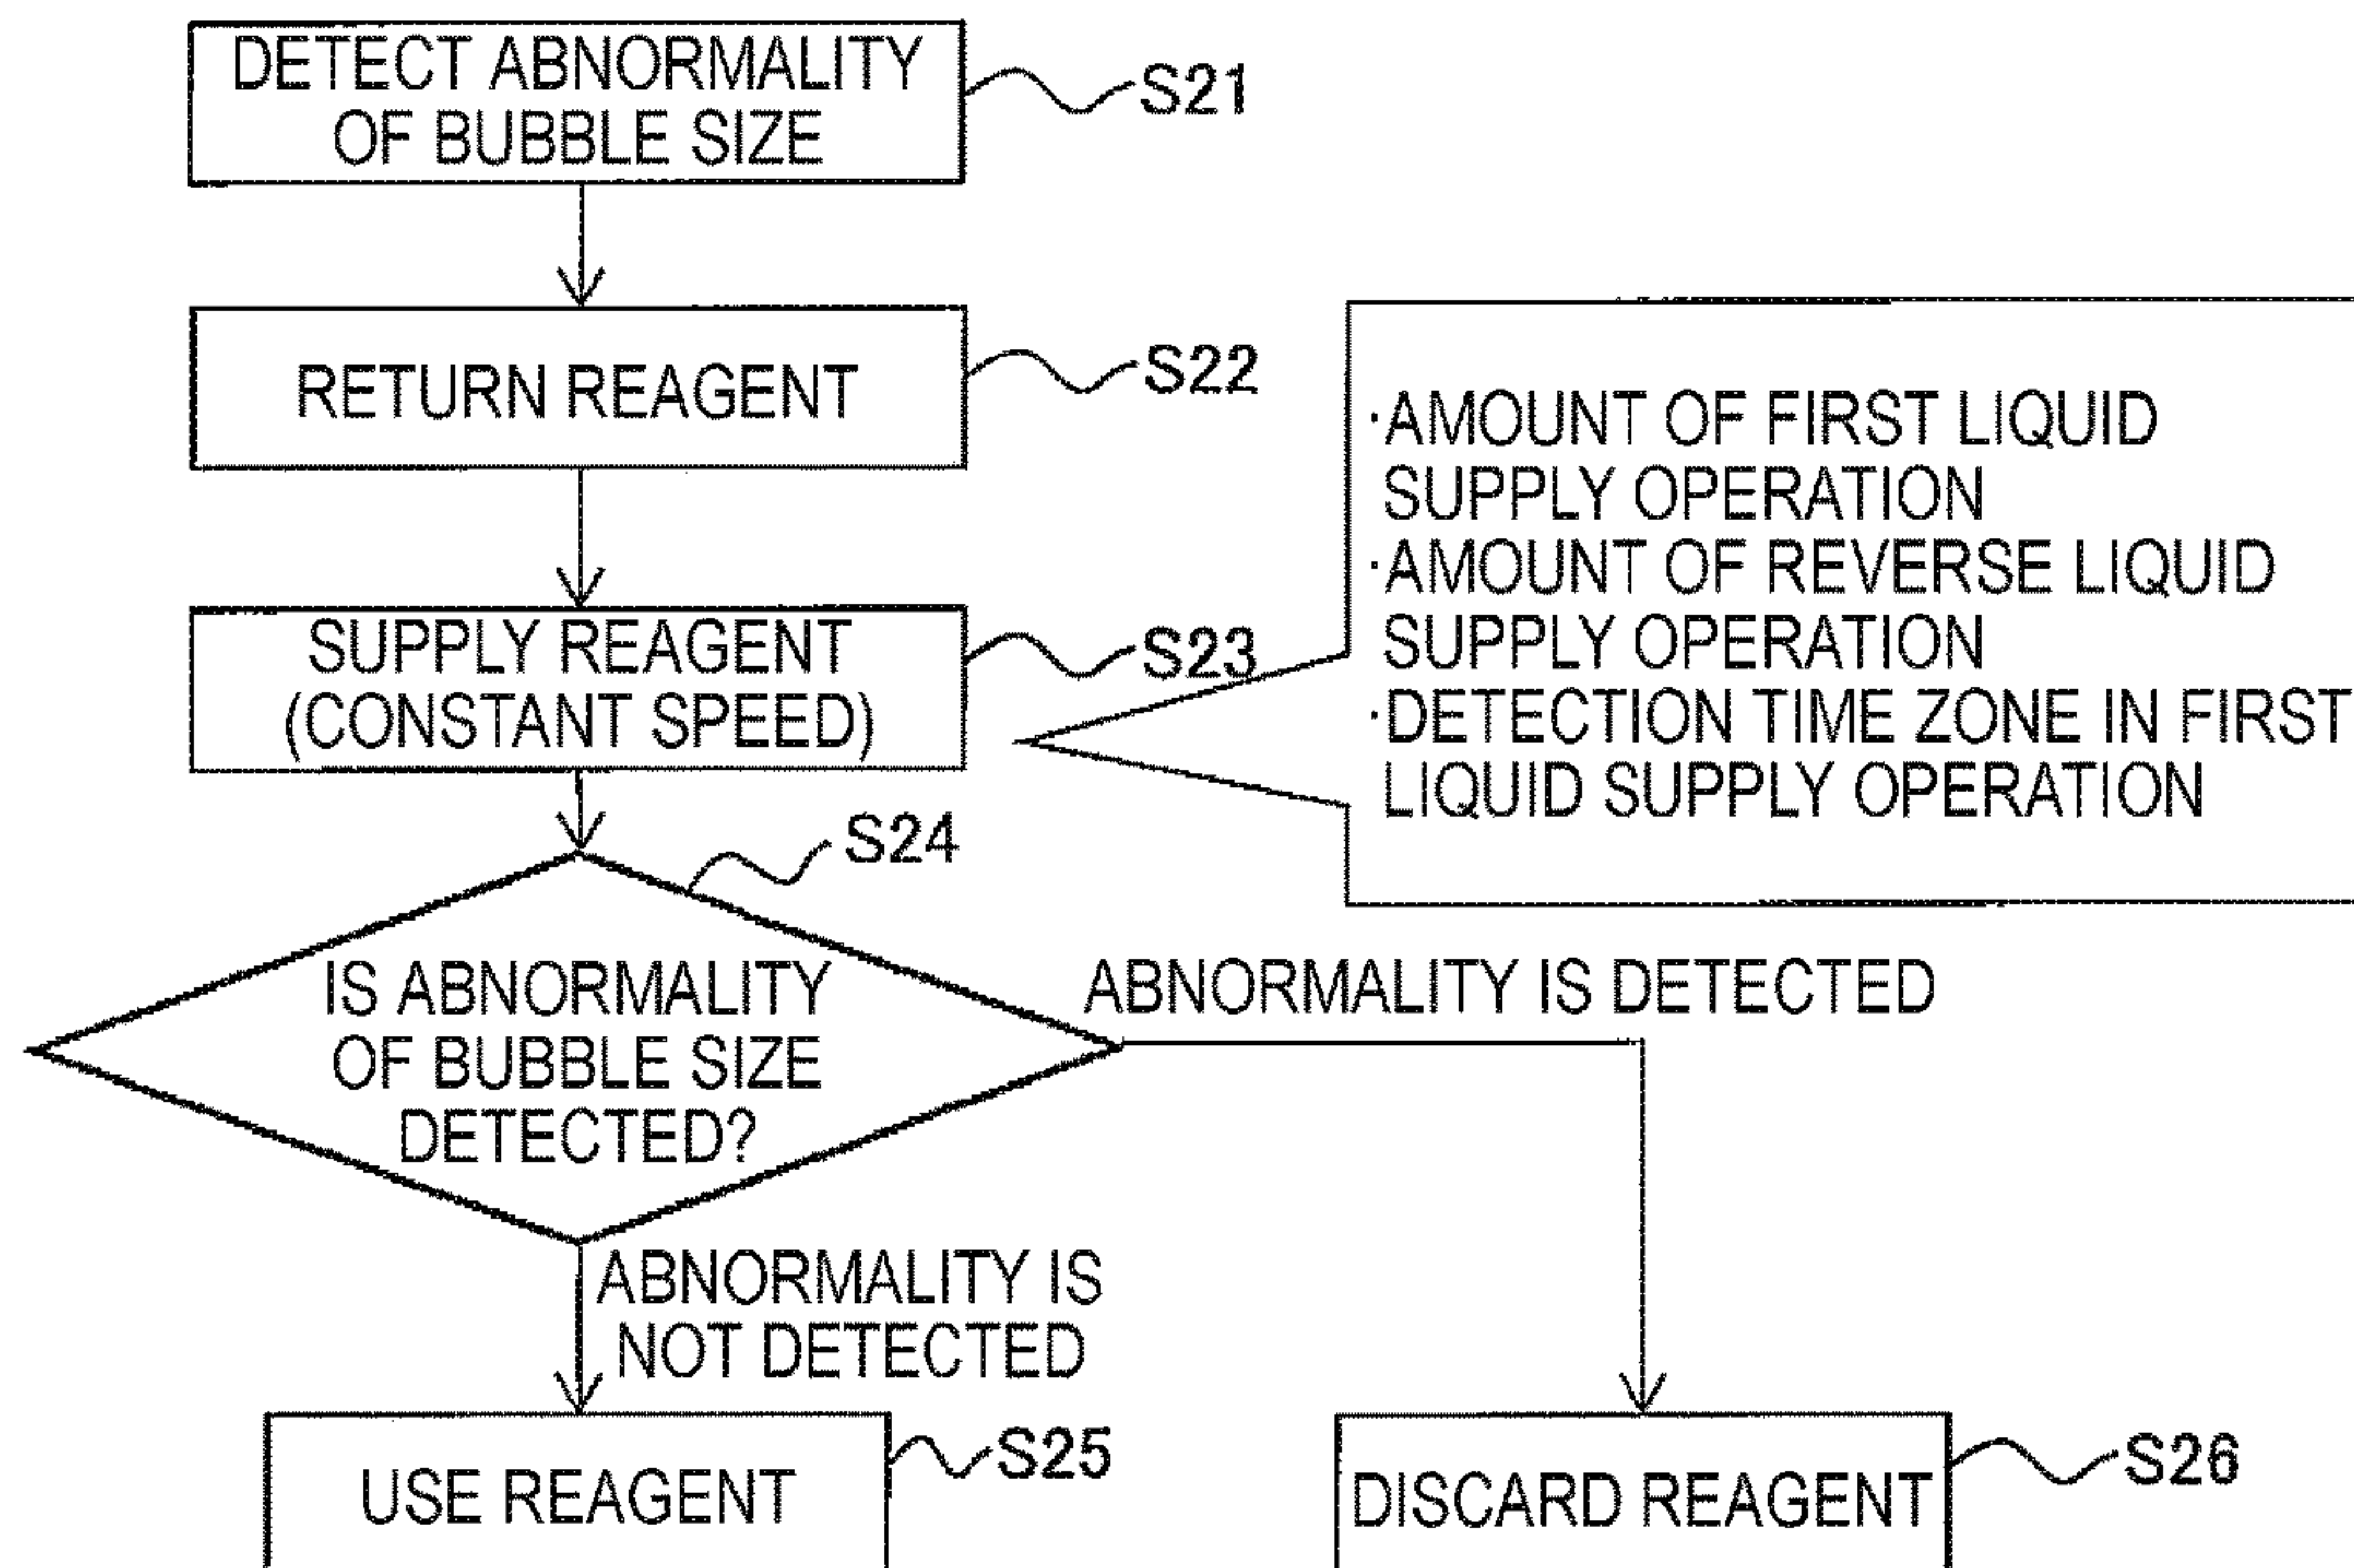 DETECT ABNORMALITY
OF BUBBLE SIZE
S21
RETURN REAGENT
S22
SUPPLY REAGENT
(CONSTANT SPEED)
S23
·AMOUNT OF FIRST LIQUID
SUPPLY OPERATION
·AMOUNT OF REVERSE LIQUID
SUPPLY OPERATION
·DETECTION TIME ZONE IN FIRST
LIQUID SUPPLY OPERATION
S24
IS ABNORMALITY
OF BUBBLE SIZE
DETECTED?
ABNORMALITY IS DETECTED
ABNORMALITY IS
NOT DETECTED
USE REAGENT
S25
DISCARD REAGENT
S26